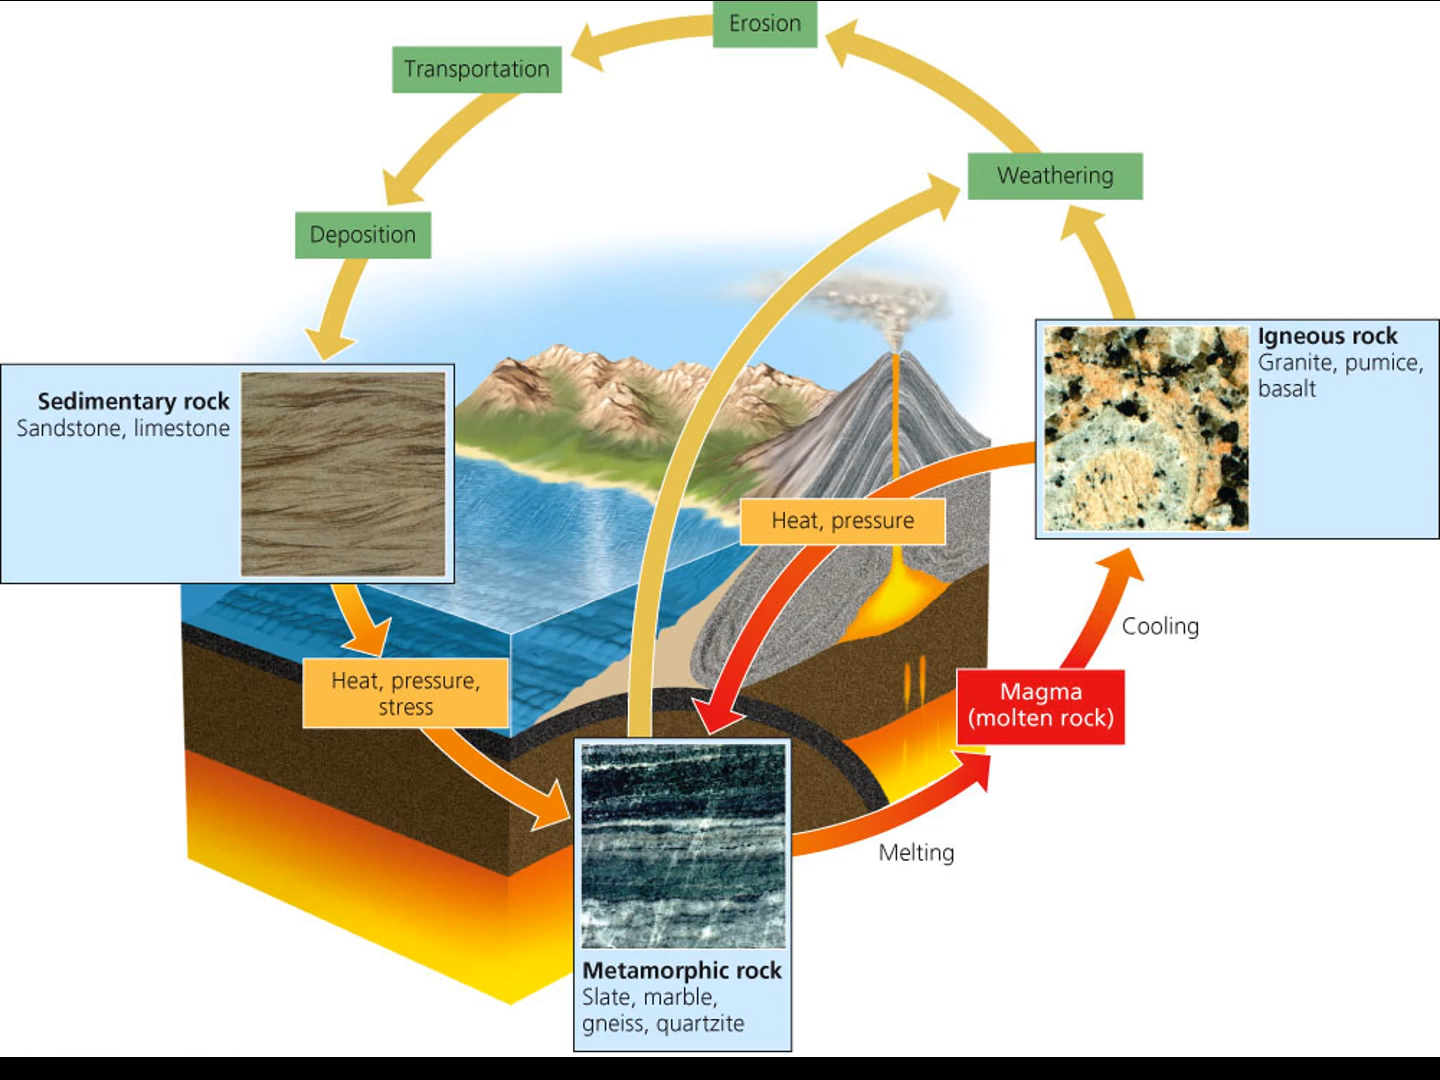 Erosion
Transportation
Weathering
Deposition
Igneous rock
Granite, pumice,
basalt
Sedimentary rock
Sandstone, limestone
Heat, pressure
Cooling
Heat, pressure,
stress
Magma
(molten rock)
Melting
Metamorphic rock
Slate, marble,
gneiss, quartzite